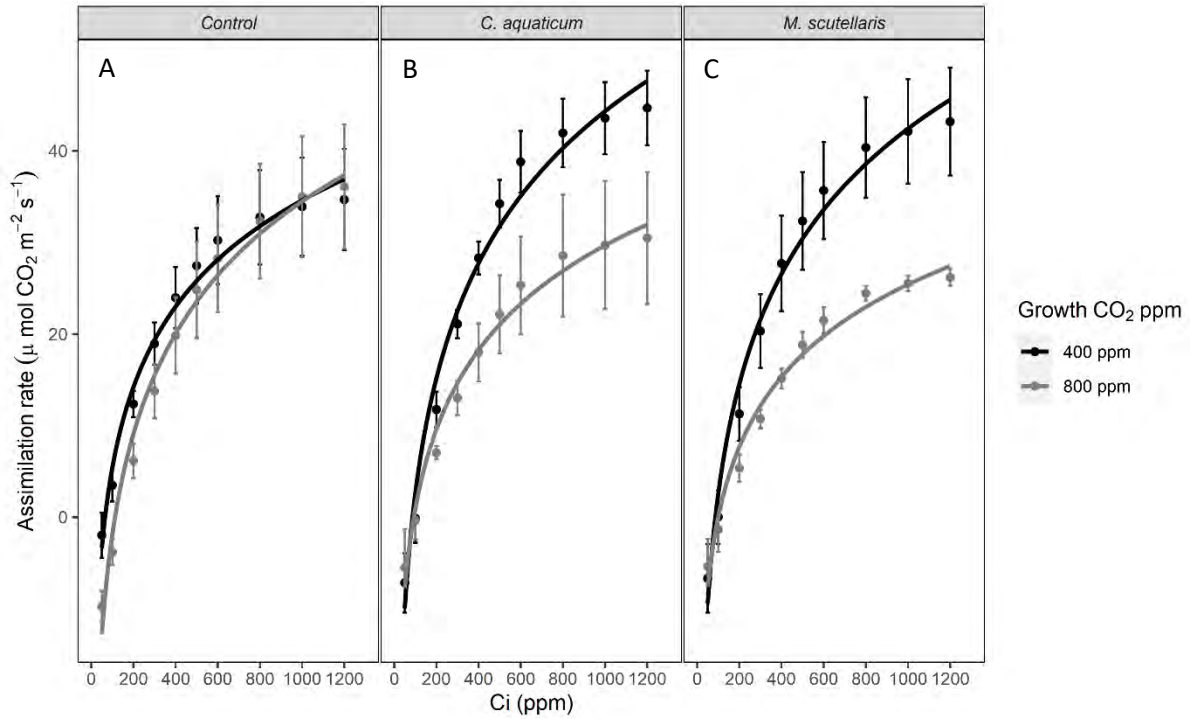 Control
C. aquaticum
M. scutellaris
A
B
C
40
20
0
Assimilation rate (μ mol CO₂ m⁻² s⁻¹)
0 200 400 600 800 1000 1200
0 200 400 600 800 1000 1200
0 200 400 600 800 1000 1200
Ci (ppm)
Growth CO₂ ppm
400 ppm
800 ppm